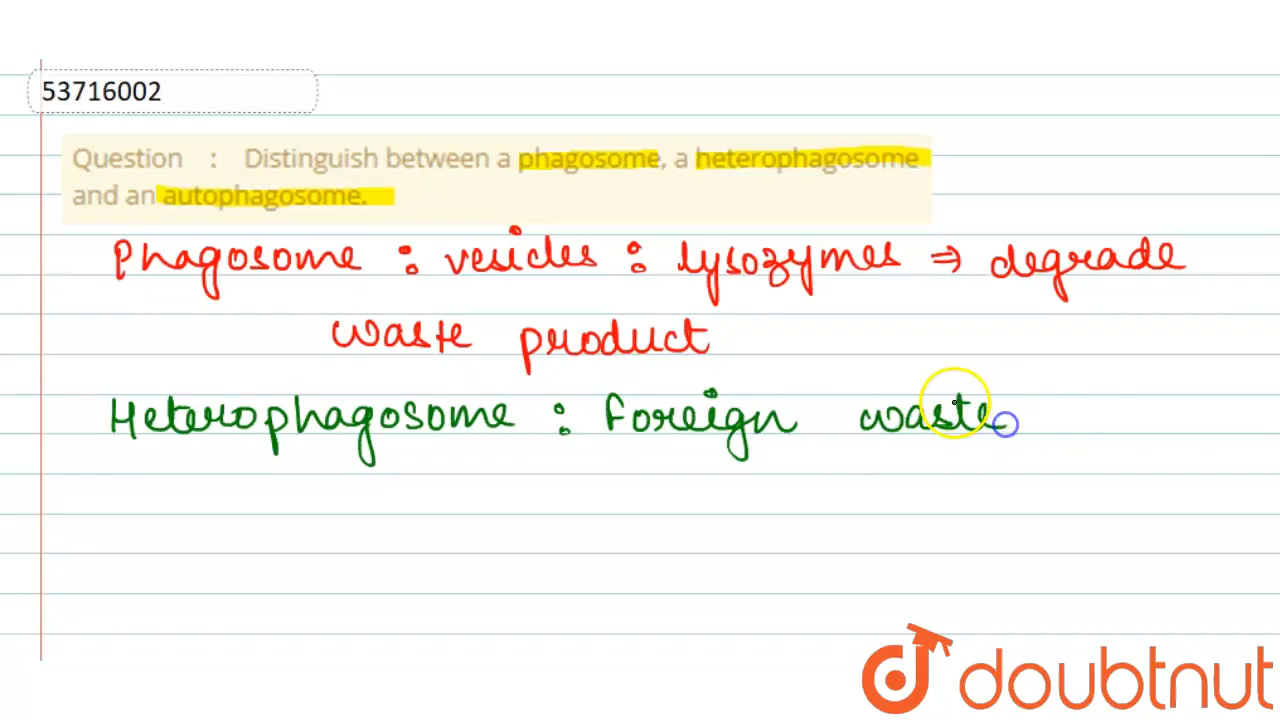 53716002
Question : Distinguish between a phagosome, a heterophagosome
and an autophagosome.
Phagosome : vesicles : lysozymes ⇒ degrade
waste product
Heterophagosome : foreign waste
doubtnut